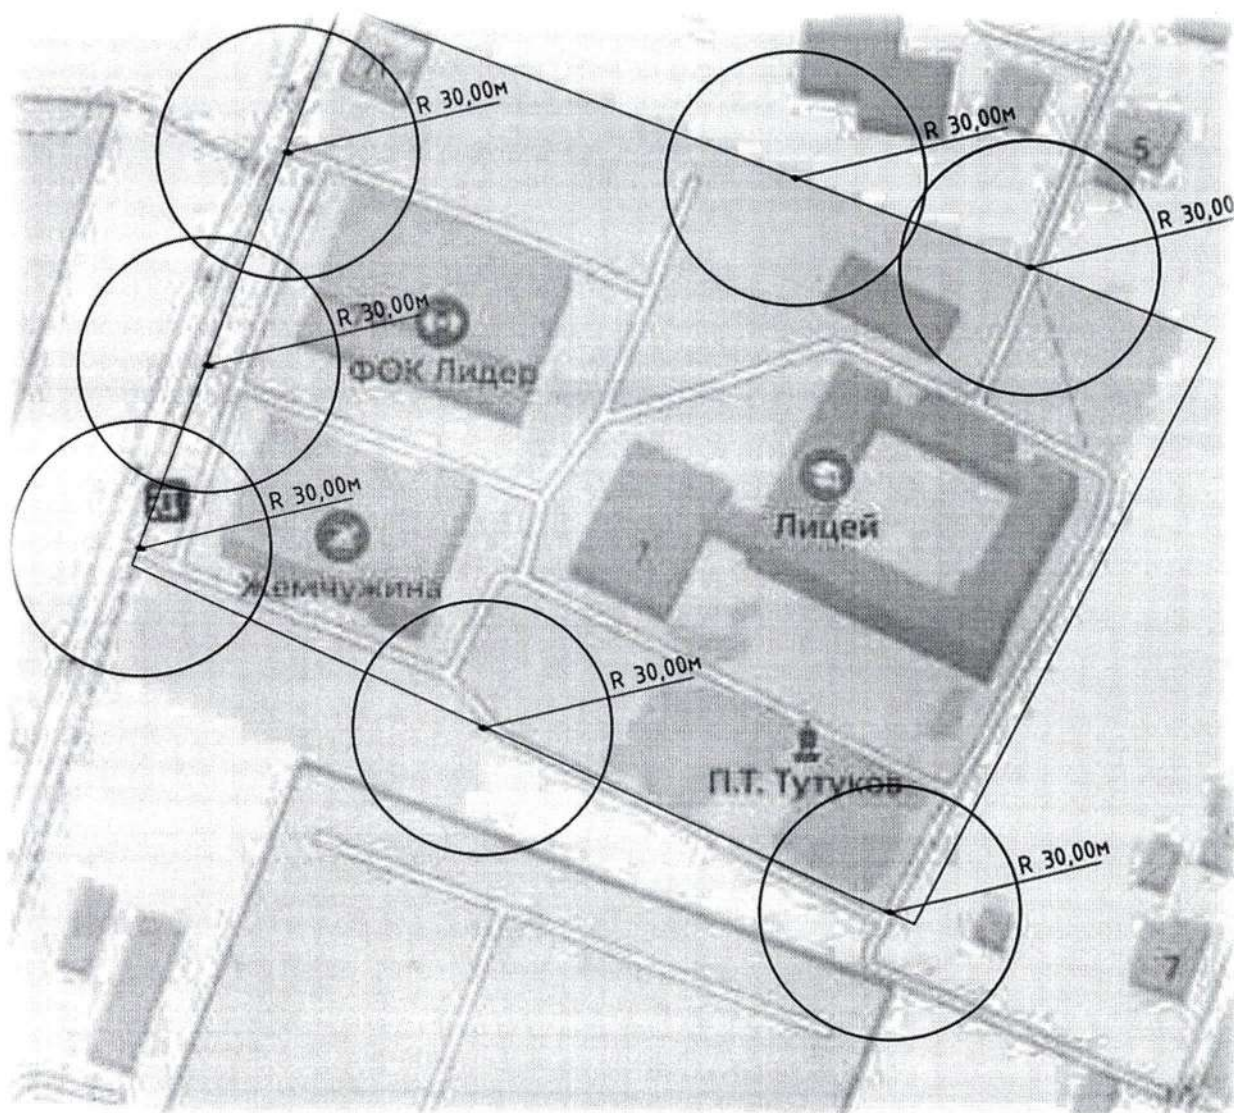 R 30,00м
R 30,00м
5
R 30,00
R 30,00м
ФОК Лидер
R 30,00м
Лицей
Жемчужина
R 30,00м
П.Т. Тутуков
R 30,00м
7